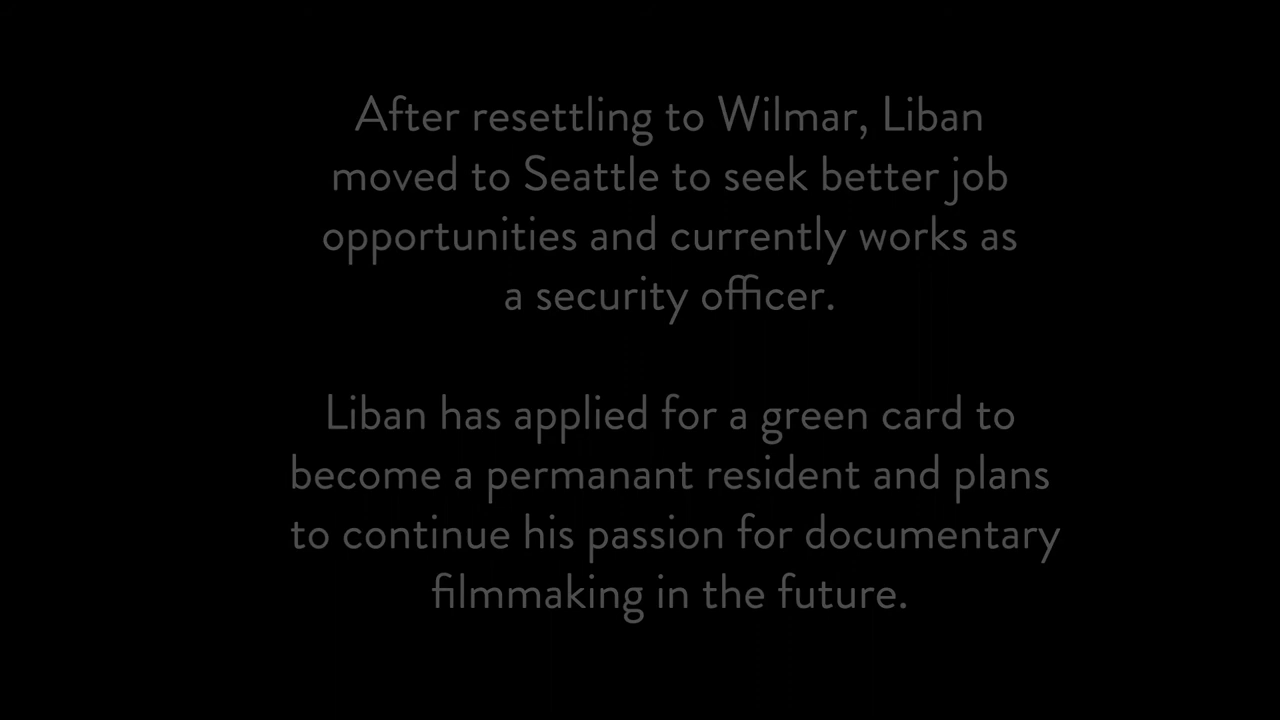 After resettling to Wilmar, Liban
moved to Seattle to seek better job
opportunities and currently works as
a security officer.
Liban has applied for a green card to
become a permanant resident and plans
to continue his passion for documentary
filmmaking in the future.